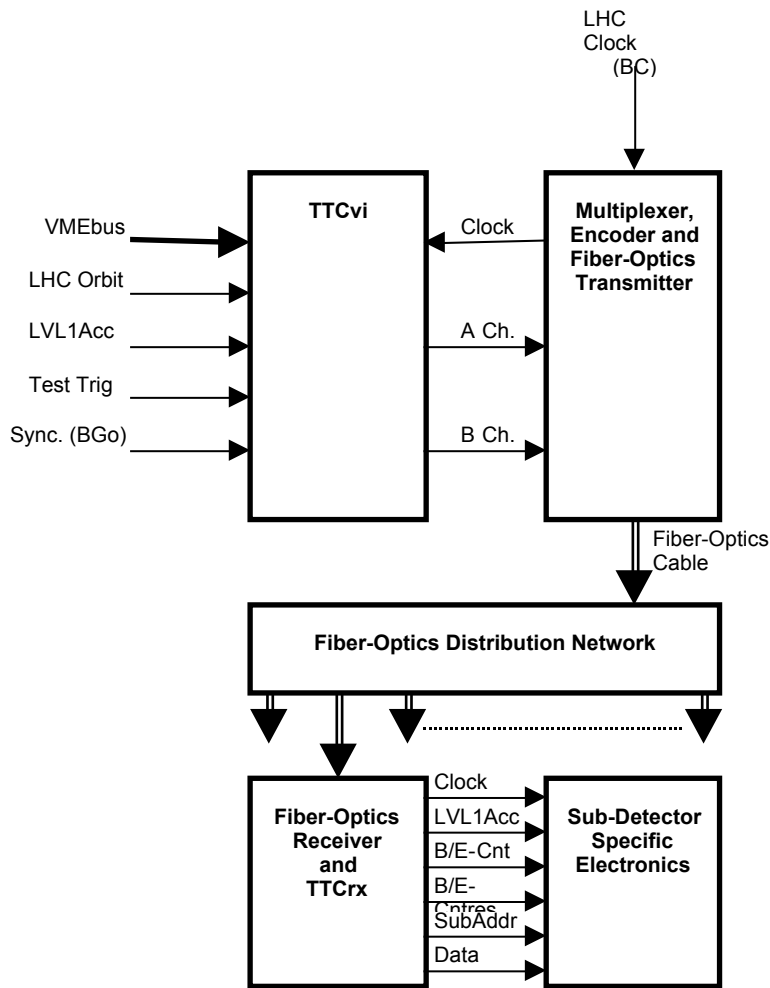 LHC
Clock
(BC)
TTCvi
Multiplexer,
Encoder and
Fiber-Optics
Transmitter
VMEbus
LHC Orbit
LVL1Acc
Test Trig
Sync. (BGo)
Clock
A Ch.
B Ch.
Fiber-Optics
Cable
Fiber-Optics Distribution Network
Fiber-Optics
Receiver
and
TTCrx
Clock
LVL1Acc
B/E-Cnt
B/E-
Cntres
SubAddr
Data
Sub-Detector
Specific
Electronics